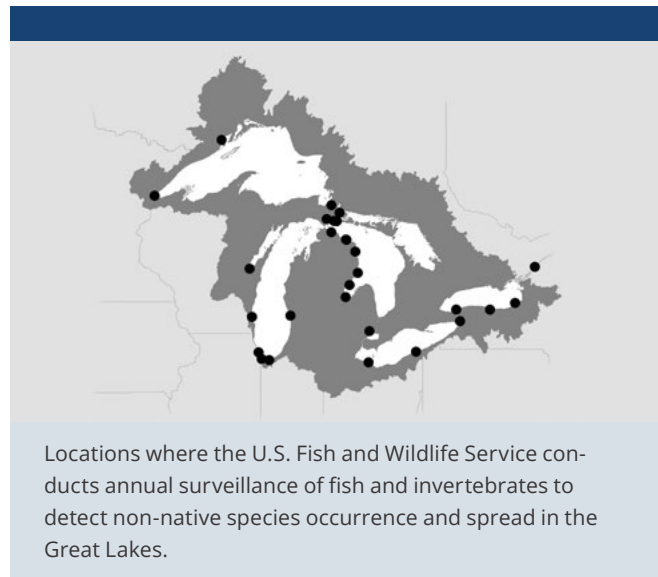 Locations where the U.S. Fish and Wildlife Service con-
ducts annual surveillance of fish and invertebrates to
detect non-native species occurrence and spread in the
Great Lakes.